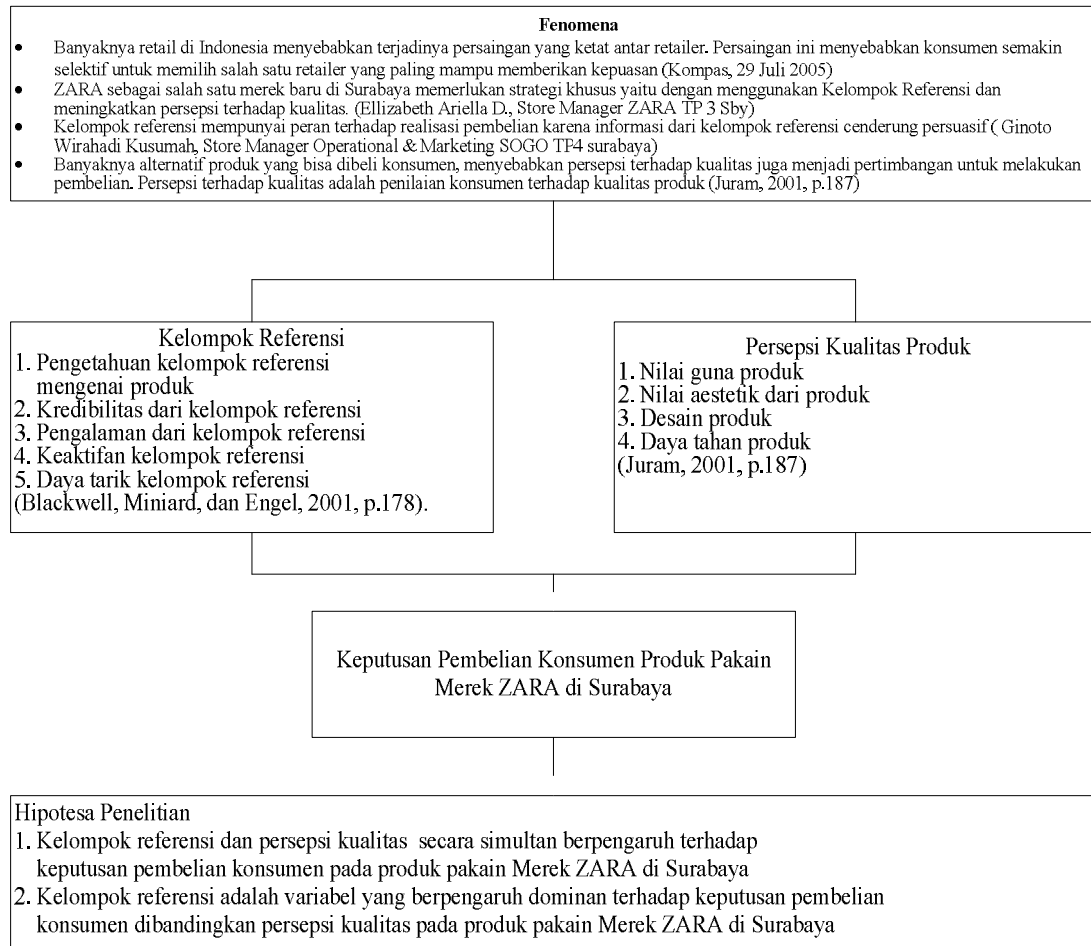 Fenomena
• Banyaknya retail di Indonesia menyebabkan terjadinya persaingan yang ketat antar retailer. Persaingan ini menyebabkan konsumen semakin
selektif untuk memilih salah satu retailer yang paling mampu memberikan kepuasan (Kompas, 29 Juli 2005)
• ZARA sebagai salah satu merek baru di Surabaya memerlukan strategi khusus yaitu dengan menggunakan Kelompok Referensi dan
meningkatkan persepsi terhadap kualitas. (Ellizabeth Ariella D., Store Manager ZARA TP 3 Sby)
• Kelompok referensi mempunyai peran terhadap realisasi pembelian karena informasi dari kelompok referensi cenderung persuasif ( Ginoto
Wirahadi Kusumah, Store Manager Operational & Marketing SOGO TP4 surabaya)
• Banyaknya alternatif produk yang bisa dibeli konsumen, menyebabkan persepsi terhadap kualitas juga menjadi pertimbangan untuk melakukan
pembelian. Persepsi terhadap kualitas adalah penilaian konsumen terhadap kualitas produk (Juram, 2001, p.187)
Kelompok Referensi
1. Pengetahuan kelompok referensi
mengenai produk
2. Kredibilitas dari kelompok referensi
3. Pengalaman dari kelompok referensi
4. Keaktifan kelompok referensi
5. Daya tarik kelompok referensi
(Blackwell, Miniard, dan Engel, 2001, p.178).
Persepsi Kualitas Produk
1. Nilai guna produk
2. Nilai aestetik dari produk
3. Desain produk
4. Daya tahan produk
(Juram, 2001, p.187)
Keputusan Pembelian Konsumen Produk Pakain
Merek ZARA di Surabaya
Hipotesa Penelitian
1. Kelompok referensi dan persepsi kualitas secara simultan berpengaruh terhadap
keputusan pembelian konsumen pada produk pakain Merek ZARA di Surabaya
2. Kelompok referensi adalah variabel yang berpengaruh dominan terhadap keputusan pembelian
konsumen dibandingkan persepsi kualitas pada produk pakain Merek ZARA di Surabaya